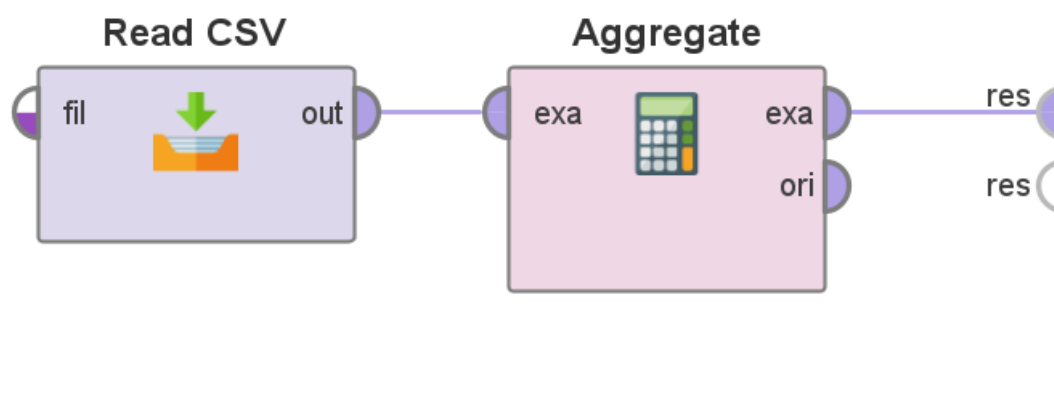 Read CSV
Aggregate
fil
out
exa
exa
res
ori
res